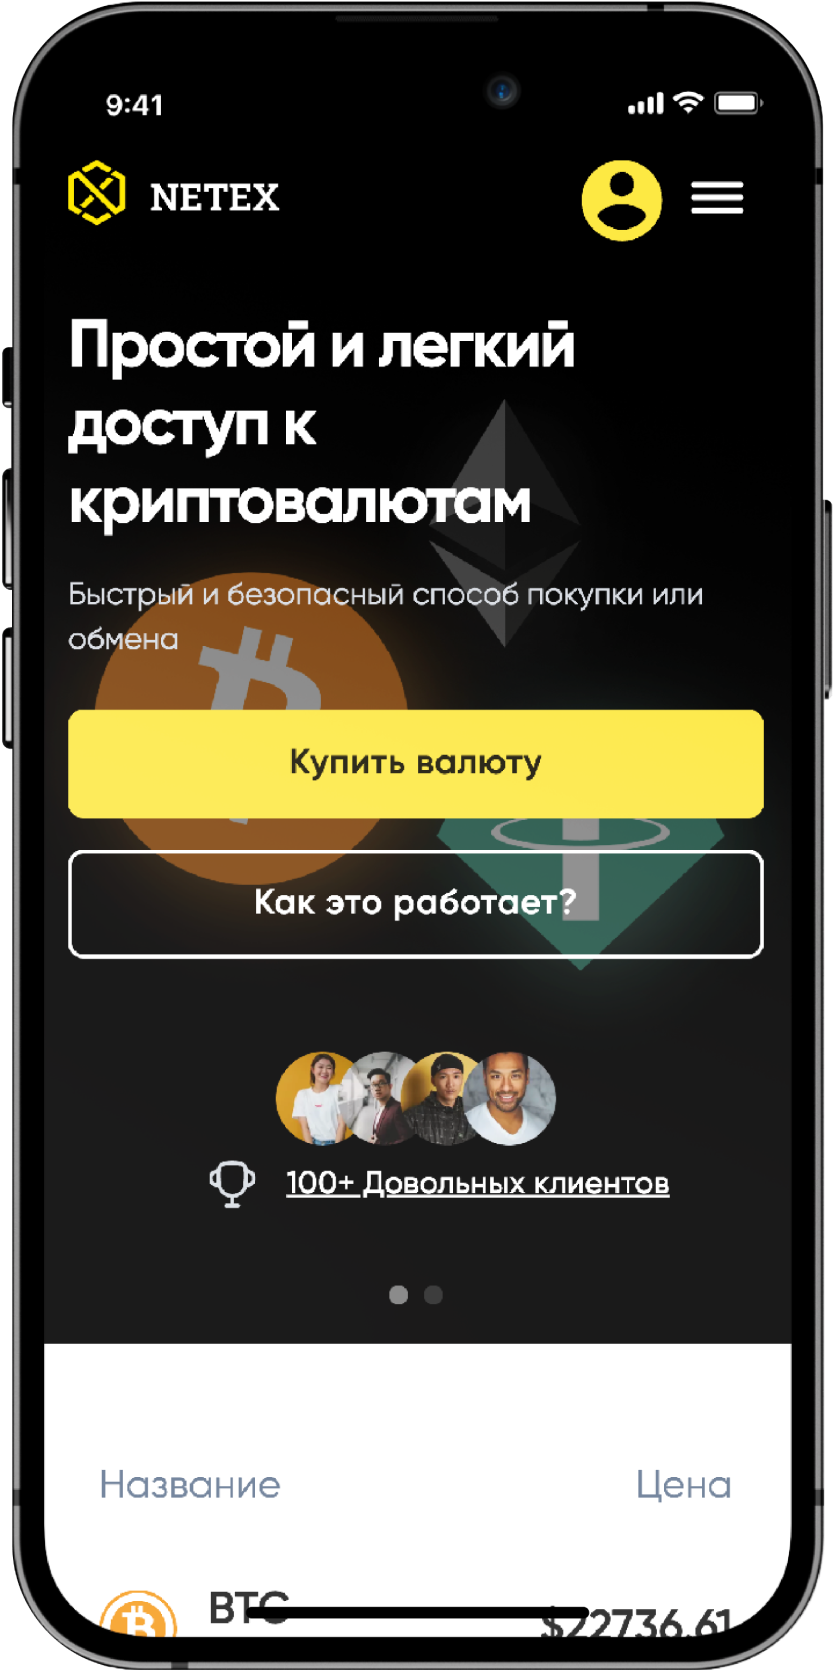 9:41
NETEX
Простой и легкий
доступ к
криптовалютам
Быстрый и безопасный способ покупки или
обмена
Купить валюту
Как это работает?
100+ Довольных клиентов
Название Цена
BTC $22736.61